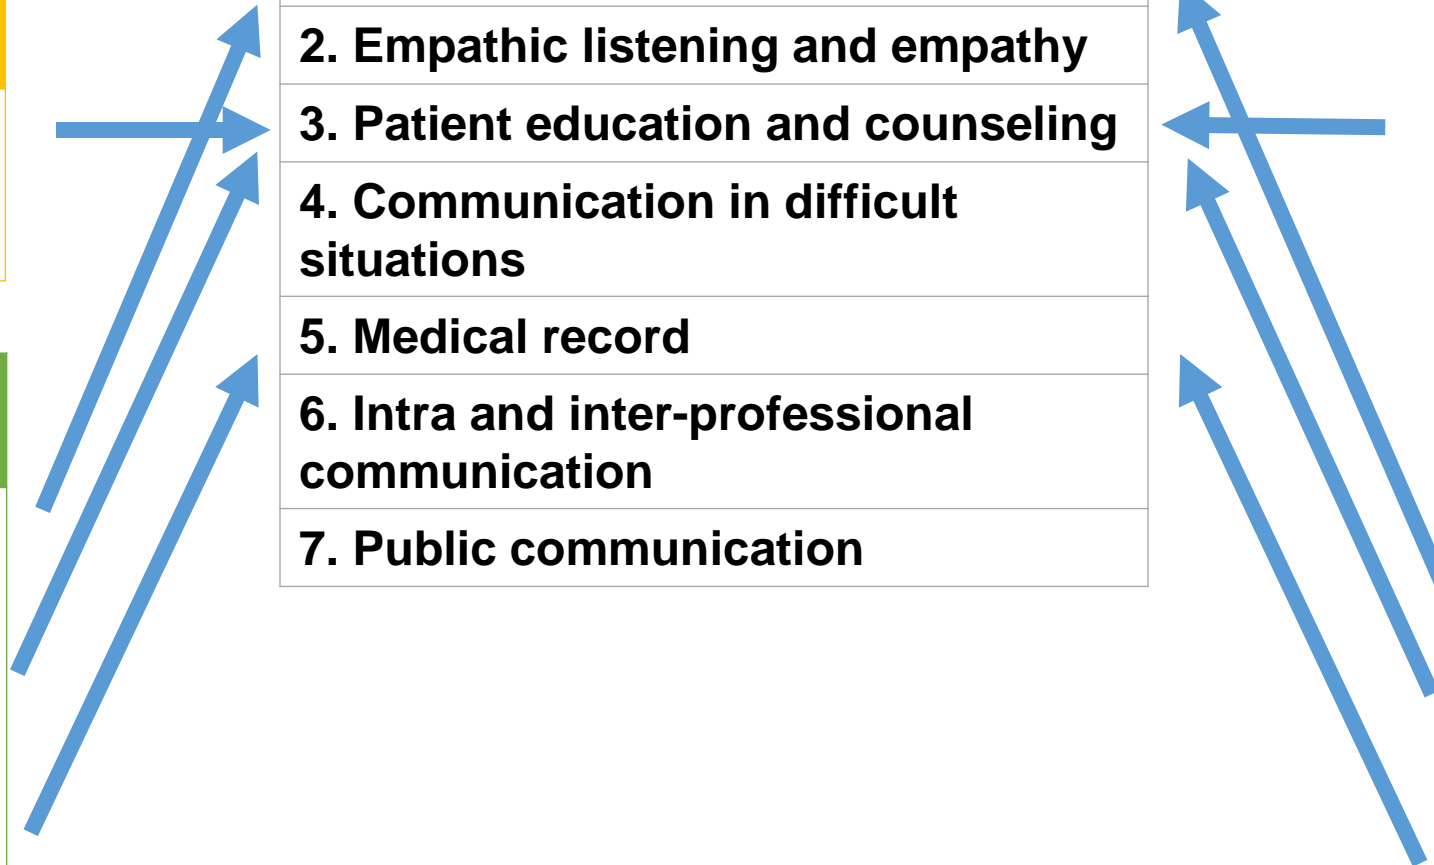 2. Empathic listening and empathy
3. Patient education and counseling
4. Communication in difficult
situations
5. Medical record
6. Intra and inter-professional
communication
7. Public communication